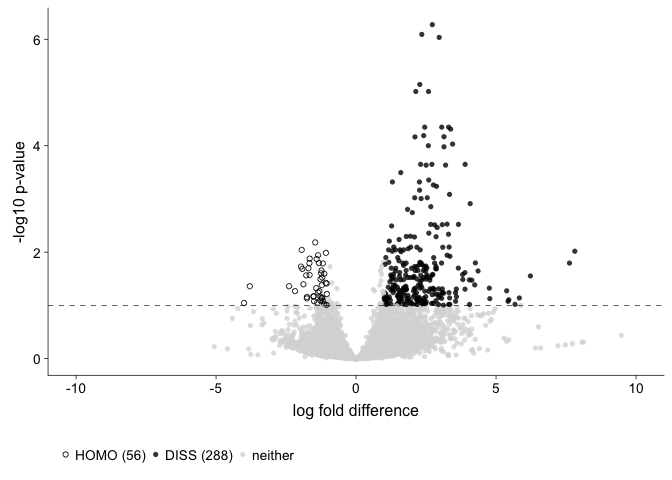 6
4
2
0
-log10 p-value
-10 -5 0 5 10
log fold difference
HOMO (56) DISS (288) neither